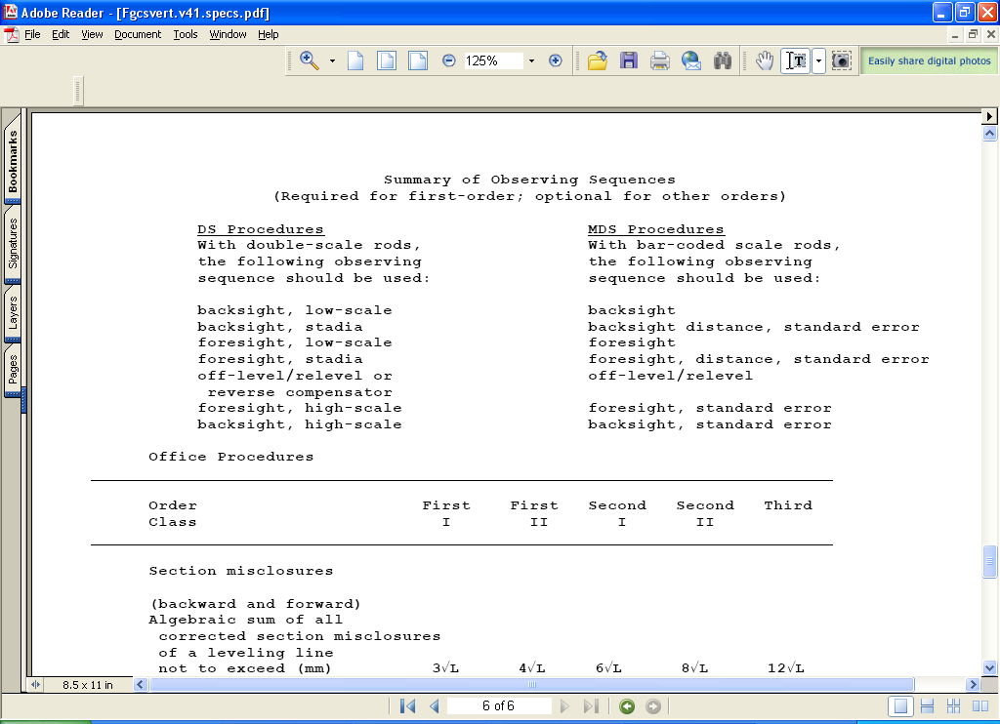 Adobe Reader - [Fgcsvert.v41.specs.pdf]
File Edit View Document Tools Window Help
125%
Easily share digital photos
Bookmarks
Signatures
Layers
Pages
Summary of Observing Sequences
(Required for first-order; optional for other orders)
DS Procedures
With double-scale rods,
the following observing
sequence should be used:
backsight, low-scale
backsight, stadia
foresight, low-scale
foresight, stadia
off-level/relevel or
reverse compensator
foresight, high-scale
backsight, high-scale
MDS Procedures
With bar-coded scale rods,
the following observing
sequence should be used:
backsight
backsight distance, standard error
foresight
foresight, distance, standard error
off-level/relevel
foresight, standard error
backsight, standard error
Office Procedures
Order First First Second Second Third
Class I II I II
Section misclosures
(backward and forward)
Algebraic sum of all
corrected section misclosures
of a leveling line
not to exceed (mm) 3√L 4√L 6√L 8√L 12√L
8.5 x 11 in
6 of 6